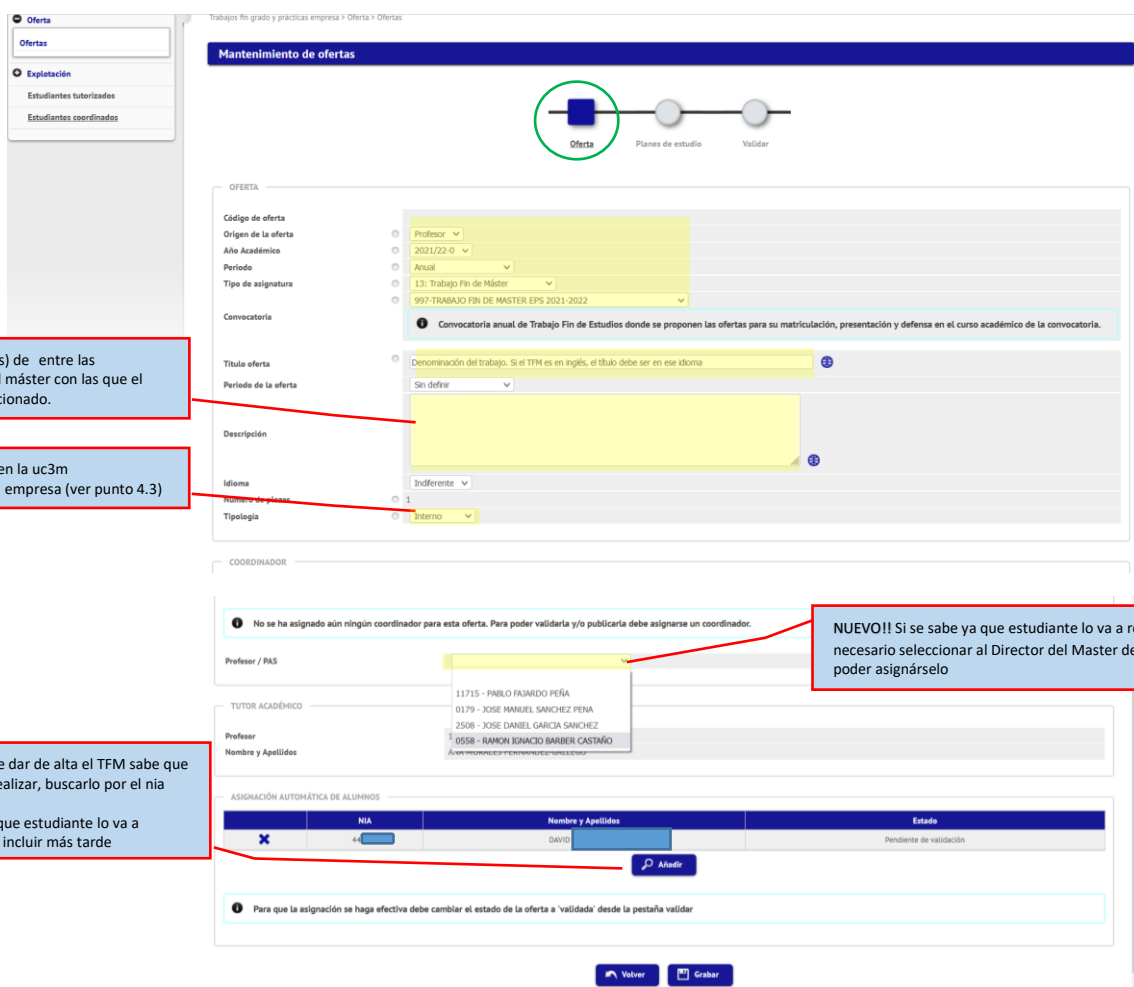 Oferta
Ofertas
Explotación
Estudiantes tutorizados
Estudiantes coordinados
Trabajos fin grado y prácticas empresa > Oferta > Ofertas
Mantenimiento de ofertas
Oferta
Planes de estudio
Validar
OFERTA
Código de oferta
Origen de la oferta Profesor
Año Académico 2021/22-0
Periodo Anual
Tipo de asignatura 13: Trabajo Fin de Máster
997-TRABAJO FIN DE MASTER EPS 2021-2022
Convocatoria
Convocatoria anual de Trabajo Fin de Estudios donde se proponen las ofertas para su matriculación, presentación y defensa en el curso académico de la convocatoria.
s) de entre las
l máster con las que el
cionado.
Título oferta Denominación del trabajo. Si el TFM es en inglés, el título debe ser en ese idioma
Periodo de la oferta Sin definir
Descripción
en la uc3m
empresa (ver punto 4.3)
Idioma Indiferente
Número de plazas 1
Tipología Interno
COORDINADOR
No se ha asignado aún ningún coordinador para esta oferta. Para poder validarla y/o publicarla debe asignarse un coordinador.
NUEVO!! Si se sabe ya que estudiante lo va a re
necesario seleccionar al Director del Master de
poder asignárselo
Profesor / PAS
11715 - PABLO FAJARDO PEÑA
0179 - JOSE MANUEL SANCHEZ PENA
2508 - JOSE DANIEL GARCIA SANCHEZ
0558 - RAMON IGNACIO BARBER CASTAÑO
TUTOR ACADÉMICO
Profesor
Nombre y Apellidos ANA MORALES FERNANDEZ-GALLEGO
e dar de alta el TFM sabe que
ealizar, buscarlo por el nia
que estudiante lo va a
incluir más tarde
ASIGNACIÓN AUTOMÁTICA DE ALUMNOS
NIA Nombre y Apellidos Estado
44 DAVID Pendiente de validación
Añadir
Para que la asignación se haga efectiva debe cambiar el estado de la oferta a 'validada' desde la pestaña validar
Volver Grabar